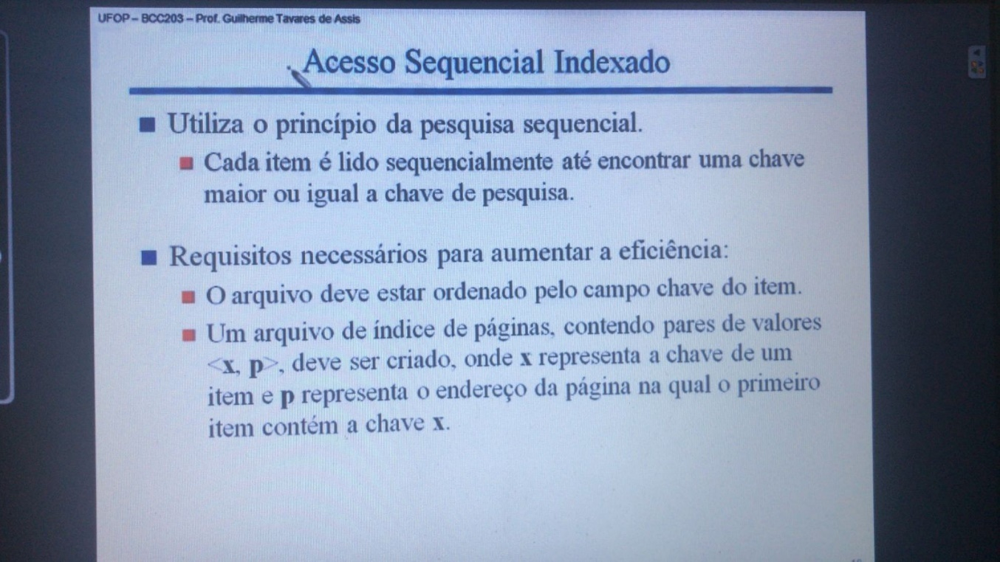 UFOP – BCC203 – Prof. Guilherme Tavares de Assis
Acesso Sequencial Indexado
Utiliza o princípio da pesquisa sequencial.
Cada item é lido sequencialmente até encontrar uma chave
maior ou igual a chave de pesquisa.
Requisitos necessários para aumentar a eficiência:
O arquivo deve estar ordenado pelo campo chave do item.
Um arquivo de índice de páginas, contendo pares de valores
<x, p>, deve ser criado, onde x representa a chave de um
item e p representa o endereço da página na qual o primeiro
item contém a chave x.